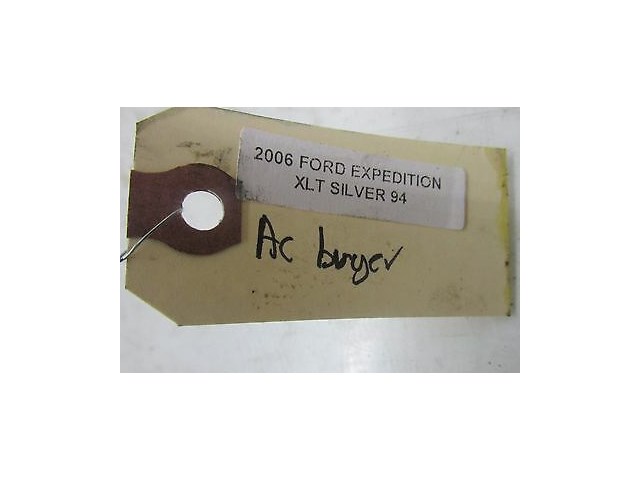 2006 FORD EXPEDITION
XLT SILVER 94
AC